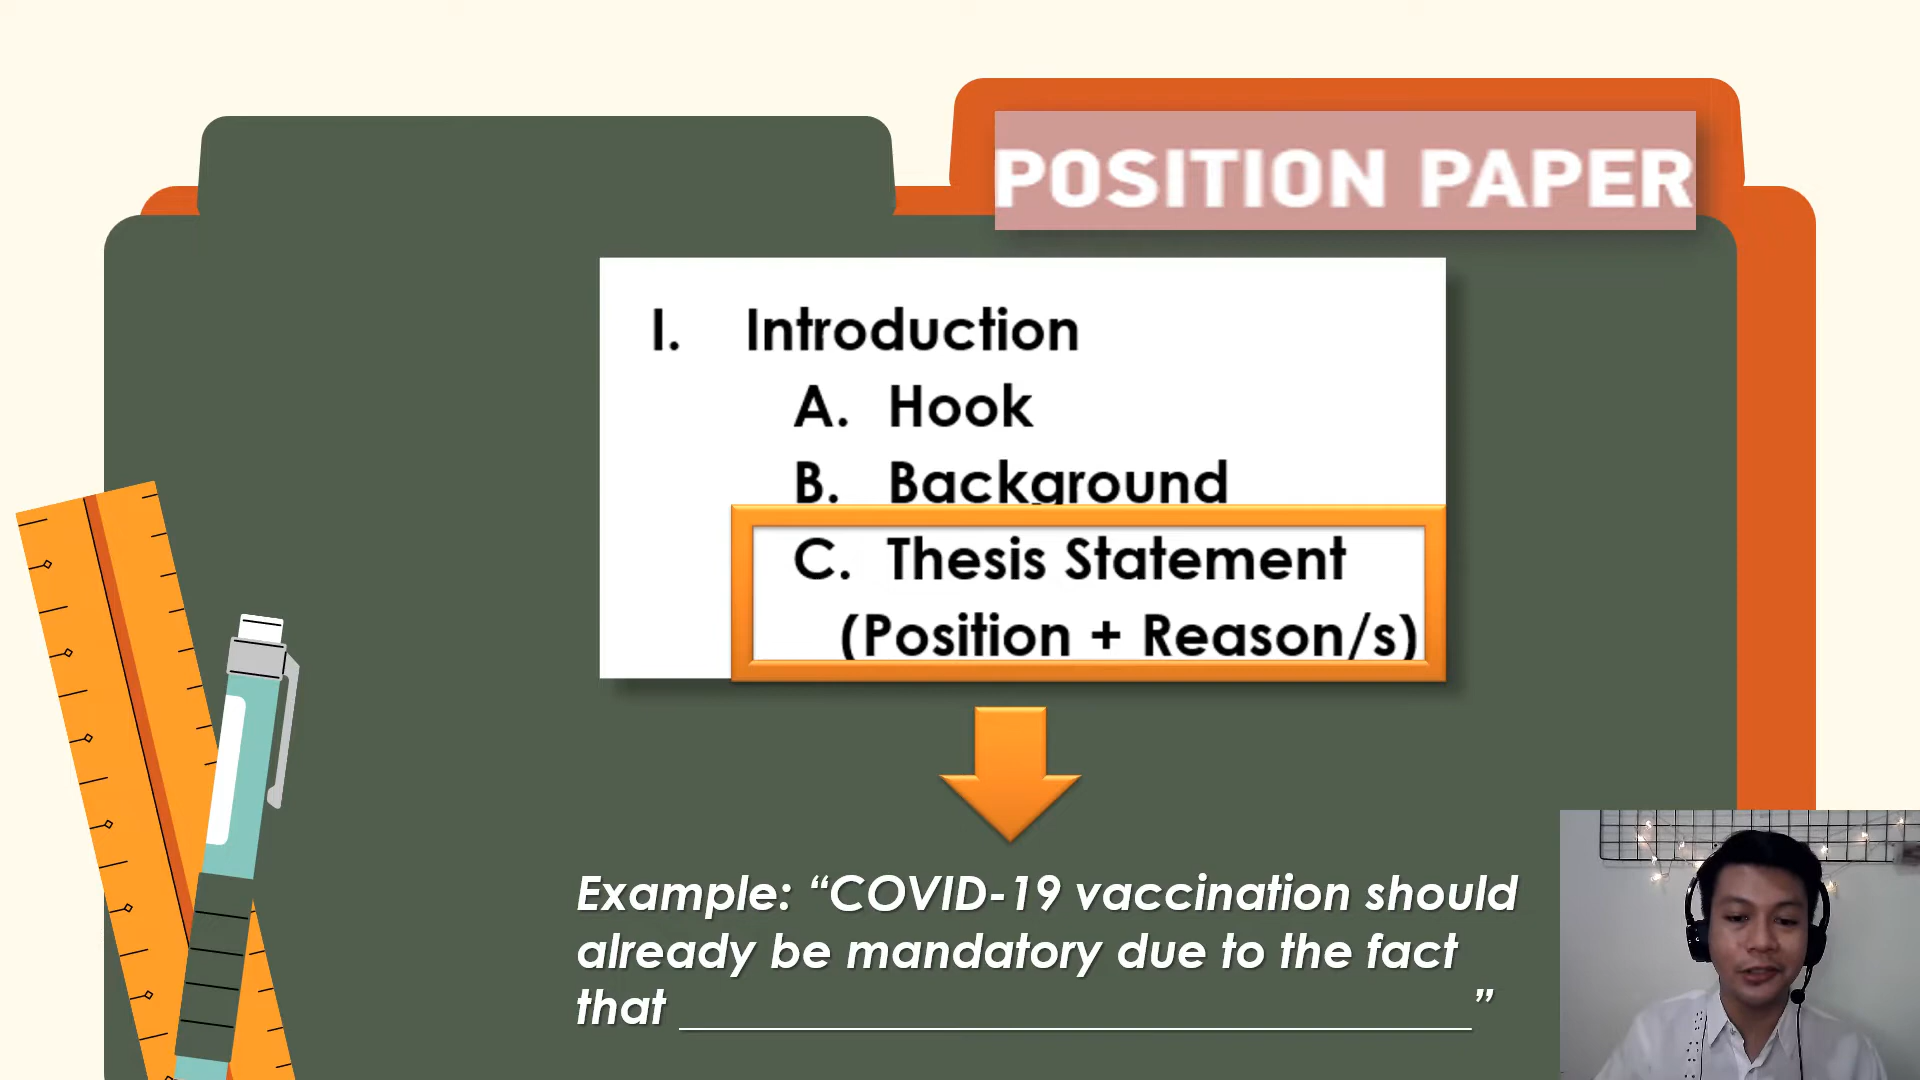 POSITION PAPER
I. Introduction
A. Hook
B. Background
C. Thesis Statement
(Position + Reason/s)
Example: “COVID-19 vaccination should
already be mandatory due to the fact
that ______________________________”